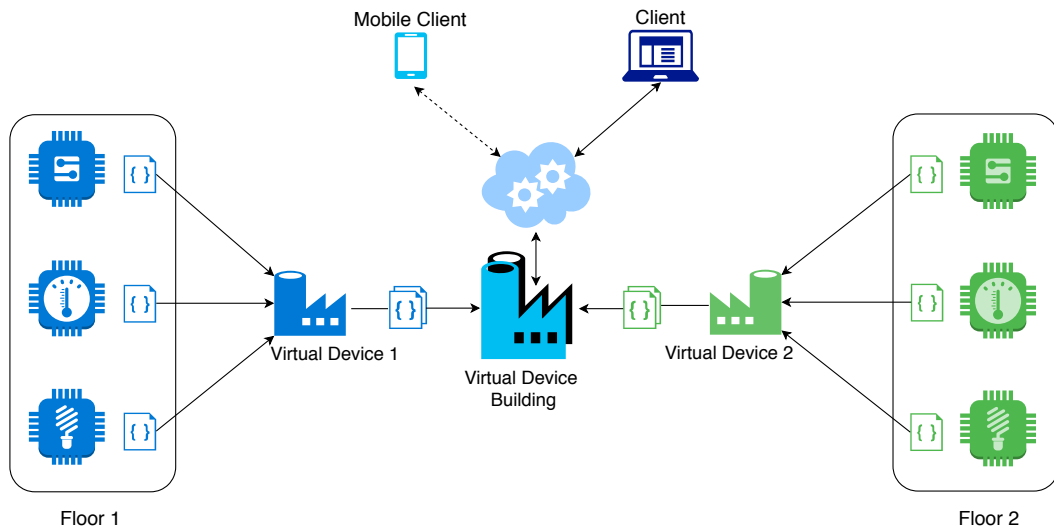 Mobile Client
Client
{ }
{ }
{ }
{ }
{ }
{ }
{ }
{ }
Virtual Device 1
Virtual Device 2
Virtual Device
Building
Floor 1
Floor 2